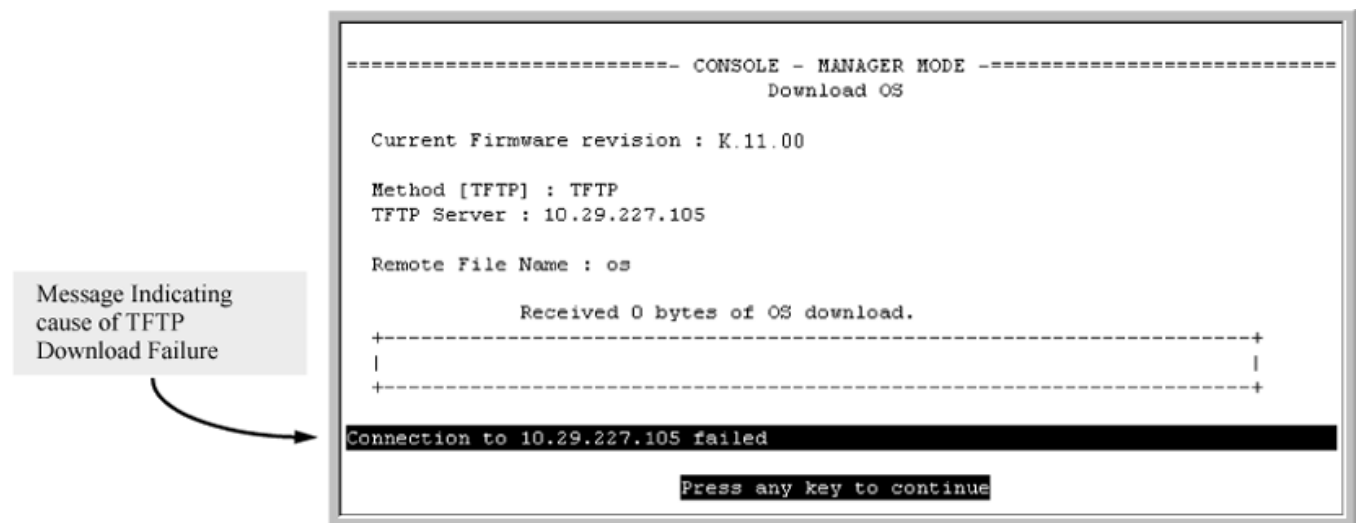 =========================- CONSOLE - MANAGER MODE -============================
Download OS
Current Firmware revision : K.11.00
Method [TFTP] : TFTP
TFTP Server : 10.29.227.105
Remote File Name : os
Received 0 bytes of OS download.
+----------------------------------------------------------------------+
|                                                                      |
+----------------------------------------------------------------------+
Connection to 10.29.227.105 failed
Press any key to continue
Message Indicating
cause of TFTP
Download Failure